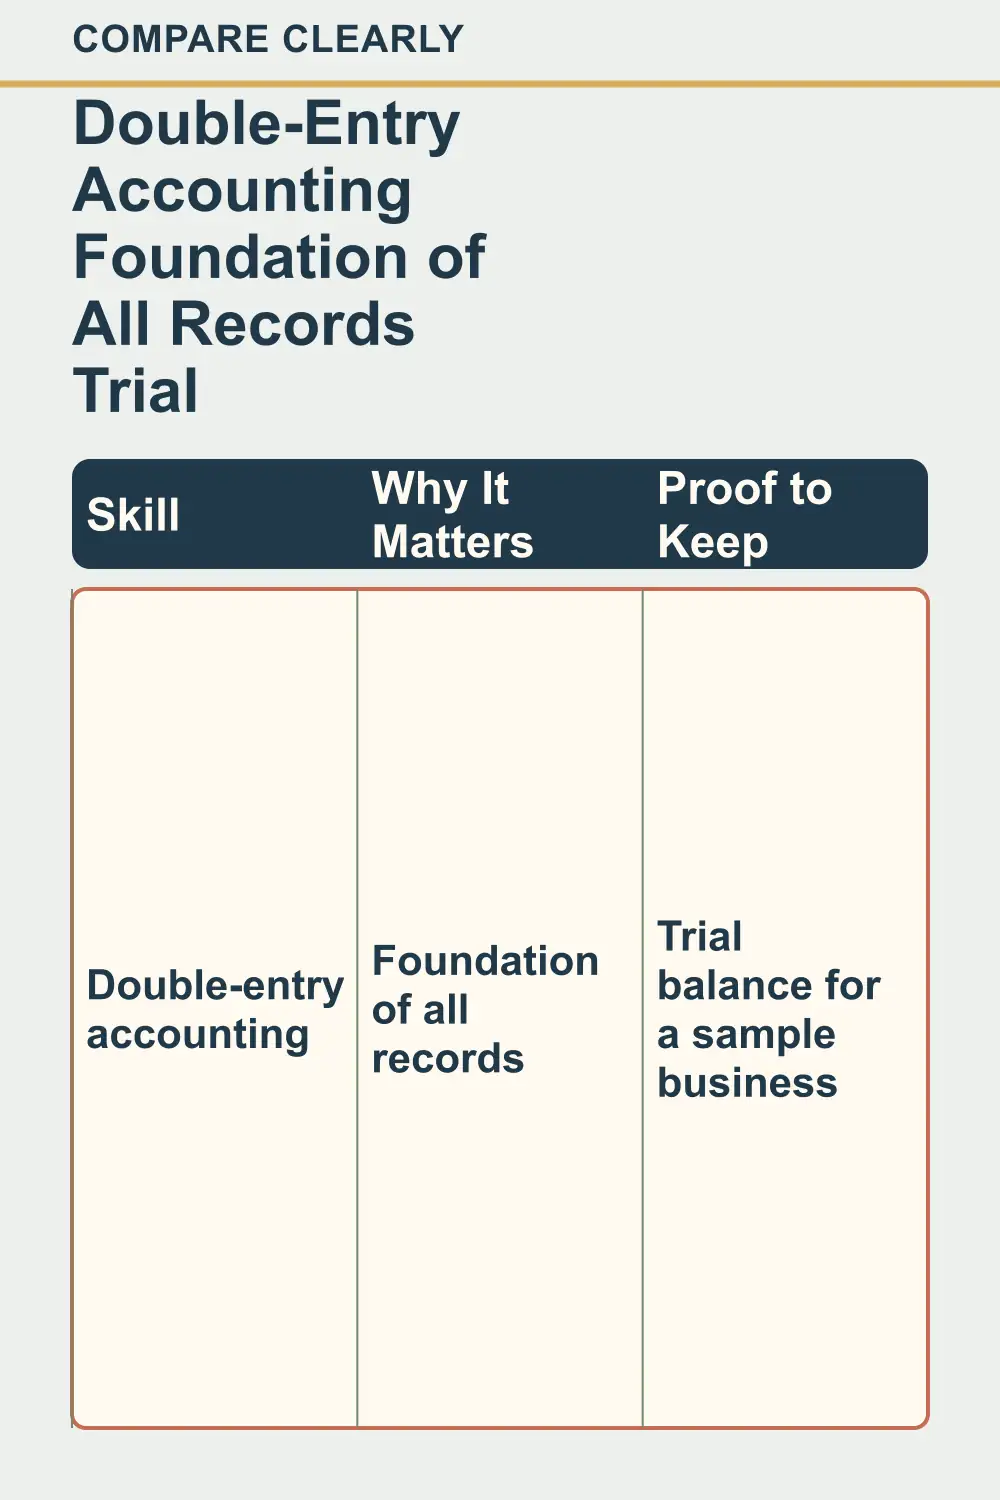 COMPARE CLEARLY
Double-Entry
Accounting
Foundation of
All Records
Trial
Skill
Why It
Matters
Proof to
Keep
Double-entry
accounting
Foundation
of all
records
Trial
balance for
a sample
business